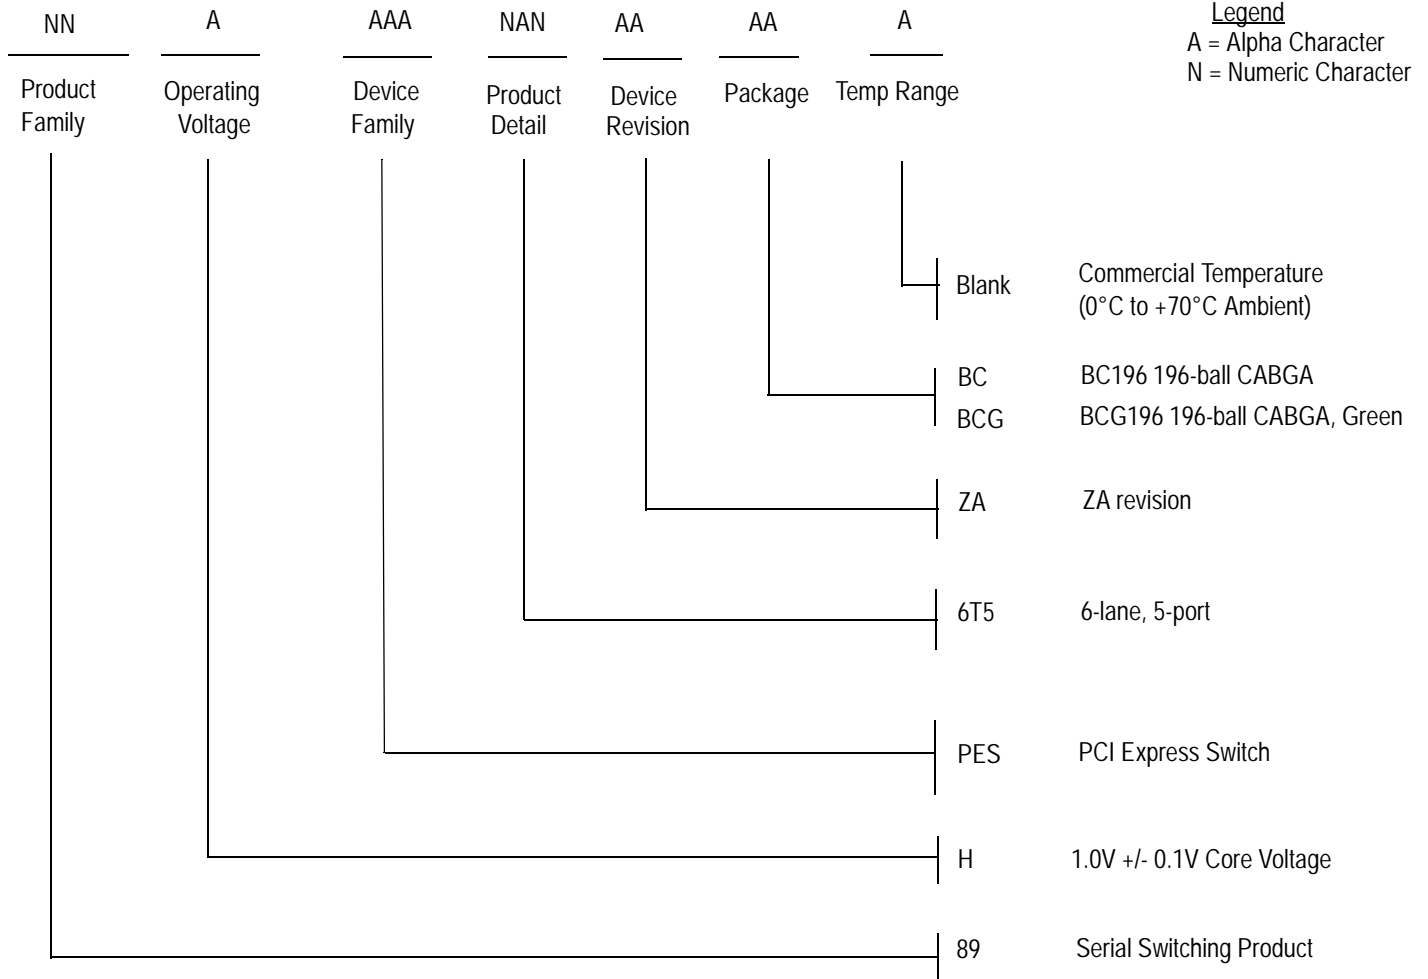 NN A AAA NAN AA AA A
Legend
A = Alpha Character
N = Numeric Character
Product Family
Operating Voltage
Device Family
Product Detail
Device Revision
Package
Temp Range
Blank Commercial Temperature
(0°C to +70°C Ambient)
BC BC196 196-ball CABGA
BCG BCG196 196-ball CABGA, Green
ZA ZA revision
6T5 6-lane, 5-port
PES PCI Express Switch
H 1.0V +/- 0.1V Core Voltage
89 Serial Switching Product